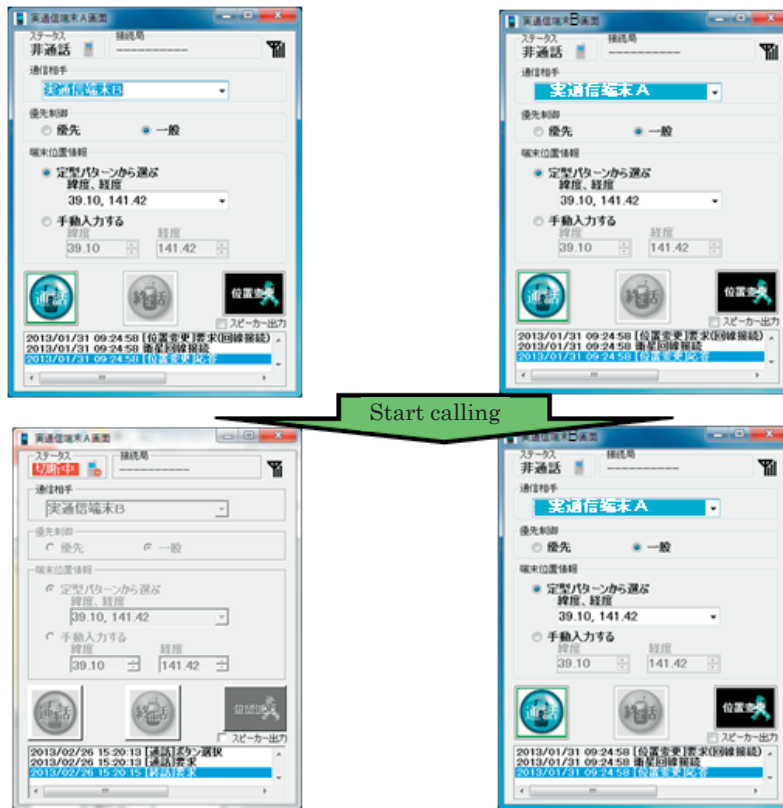 実通信端末A画面
ステータス
接続局
非通話
----------
通信相手
実通信端末B
優先制御
優先
一般
端末位置情報
定型パターンから選ぶ
緯度、経度
39.10, 141.42
手動入力する
緯度
経度
39.10
141.42
通話
終話
位置変更
スピーカー出力
2013/01/31 09:24:58 [位置変更]要求(回線接続)
2013/01/31 09:24:58 衛星回線接続
2013/01/31 09:24:58 [位置変更]応答
実通信端末B画面
ステータス
接続局
非通話
----------
通信相手
実通信端末A
優先制御
優先
一般
端末位置情報
定型パターンから選ぶ
緯度、経度
39.10, 141.42
手動入力する
緯度
経度
39.10
141.42
通話
終話
位置変更
スピーカー出力
2013/01/31 09:24:58 [位置変更]要求(回線接続)
2013/01/31 09:24:58 衛星回線接続
2013/01/31 09:24:58 [位置変更]応答
Start calling
実通信端末A画面
ステータス
接続局
切断中
----------
通信相手
実通信端末B
優先制御
優先
一般
端末位置情報
定型パターンから選ぶ
緯度、経度
39.10, 141.42
手動入力する
緯度
経度
39.10
141.42
通話
終話
位置変更
スピーカー出力
2013/02/26 15:20:13 [通話]ボタン選択
2013/02/26 15:20:13 [通話]要求
2013/02/26 15:20:15 [終話]要求
実通信端末B画面
ステータス
接続局
非通話
----------
通信相手
実通信端末A
優先制御
優先
一般
端末位置情報
定型パターンから選ぶ
緯度、経度
39.10, 141.42
手動入力する
緯度
経度
39.10
141.42
通話
終話
位置変更
スピーカー出力
2013/01/31 09:24:58 [位置変更]要求(回線接続)
2013/01/31 09:24:58 衛星回線接続
2013/01/31 09:24:58 [位置変更]応答